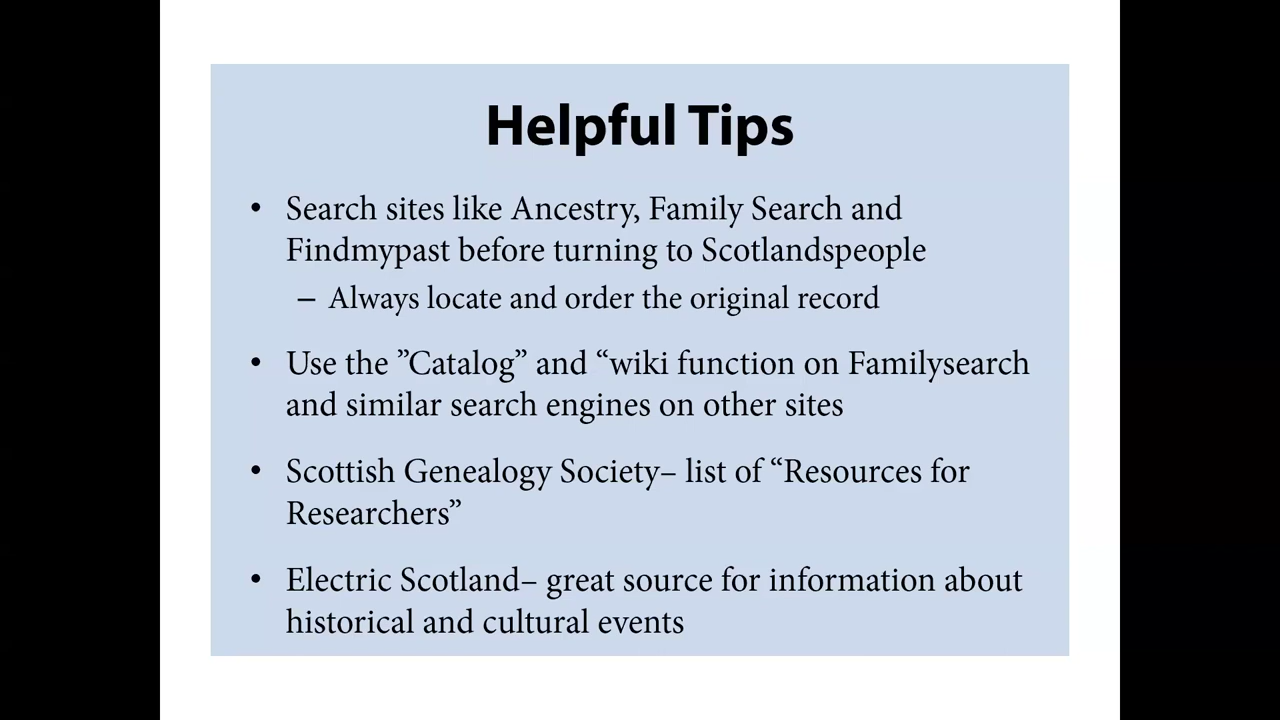 Helpful Tips
• Search sites like Ancestry, Family Search and
Findmypast before turning to Scotlandspeople
– Always locate and order the original record
• Use the ”Catalog” and “wiki function on Familysearch
and similar search engines on other sites
• Scottish Genealogy Society– list of “Resources for
Researchers”
• Electric Scotland– great source for information about
historical and cultural events